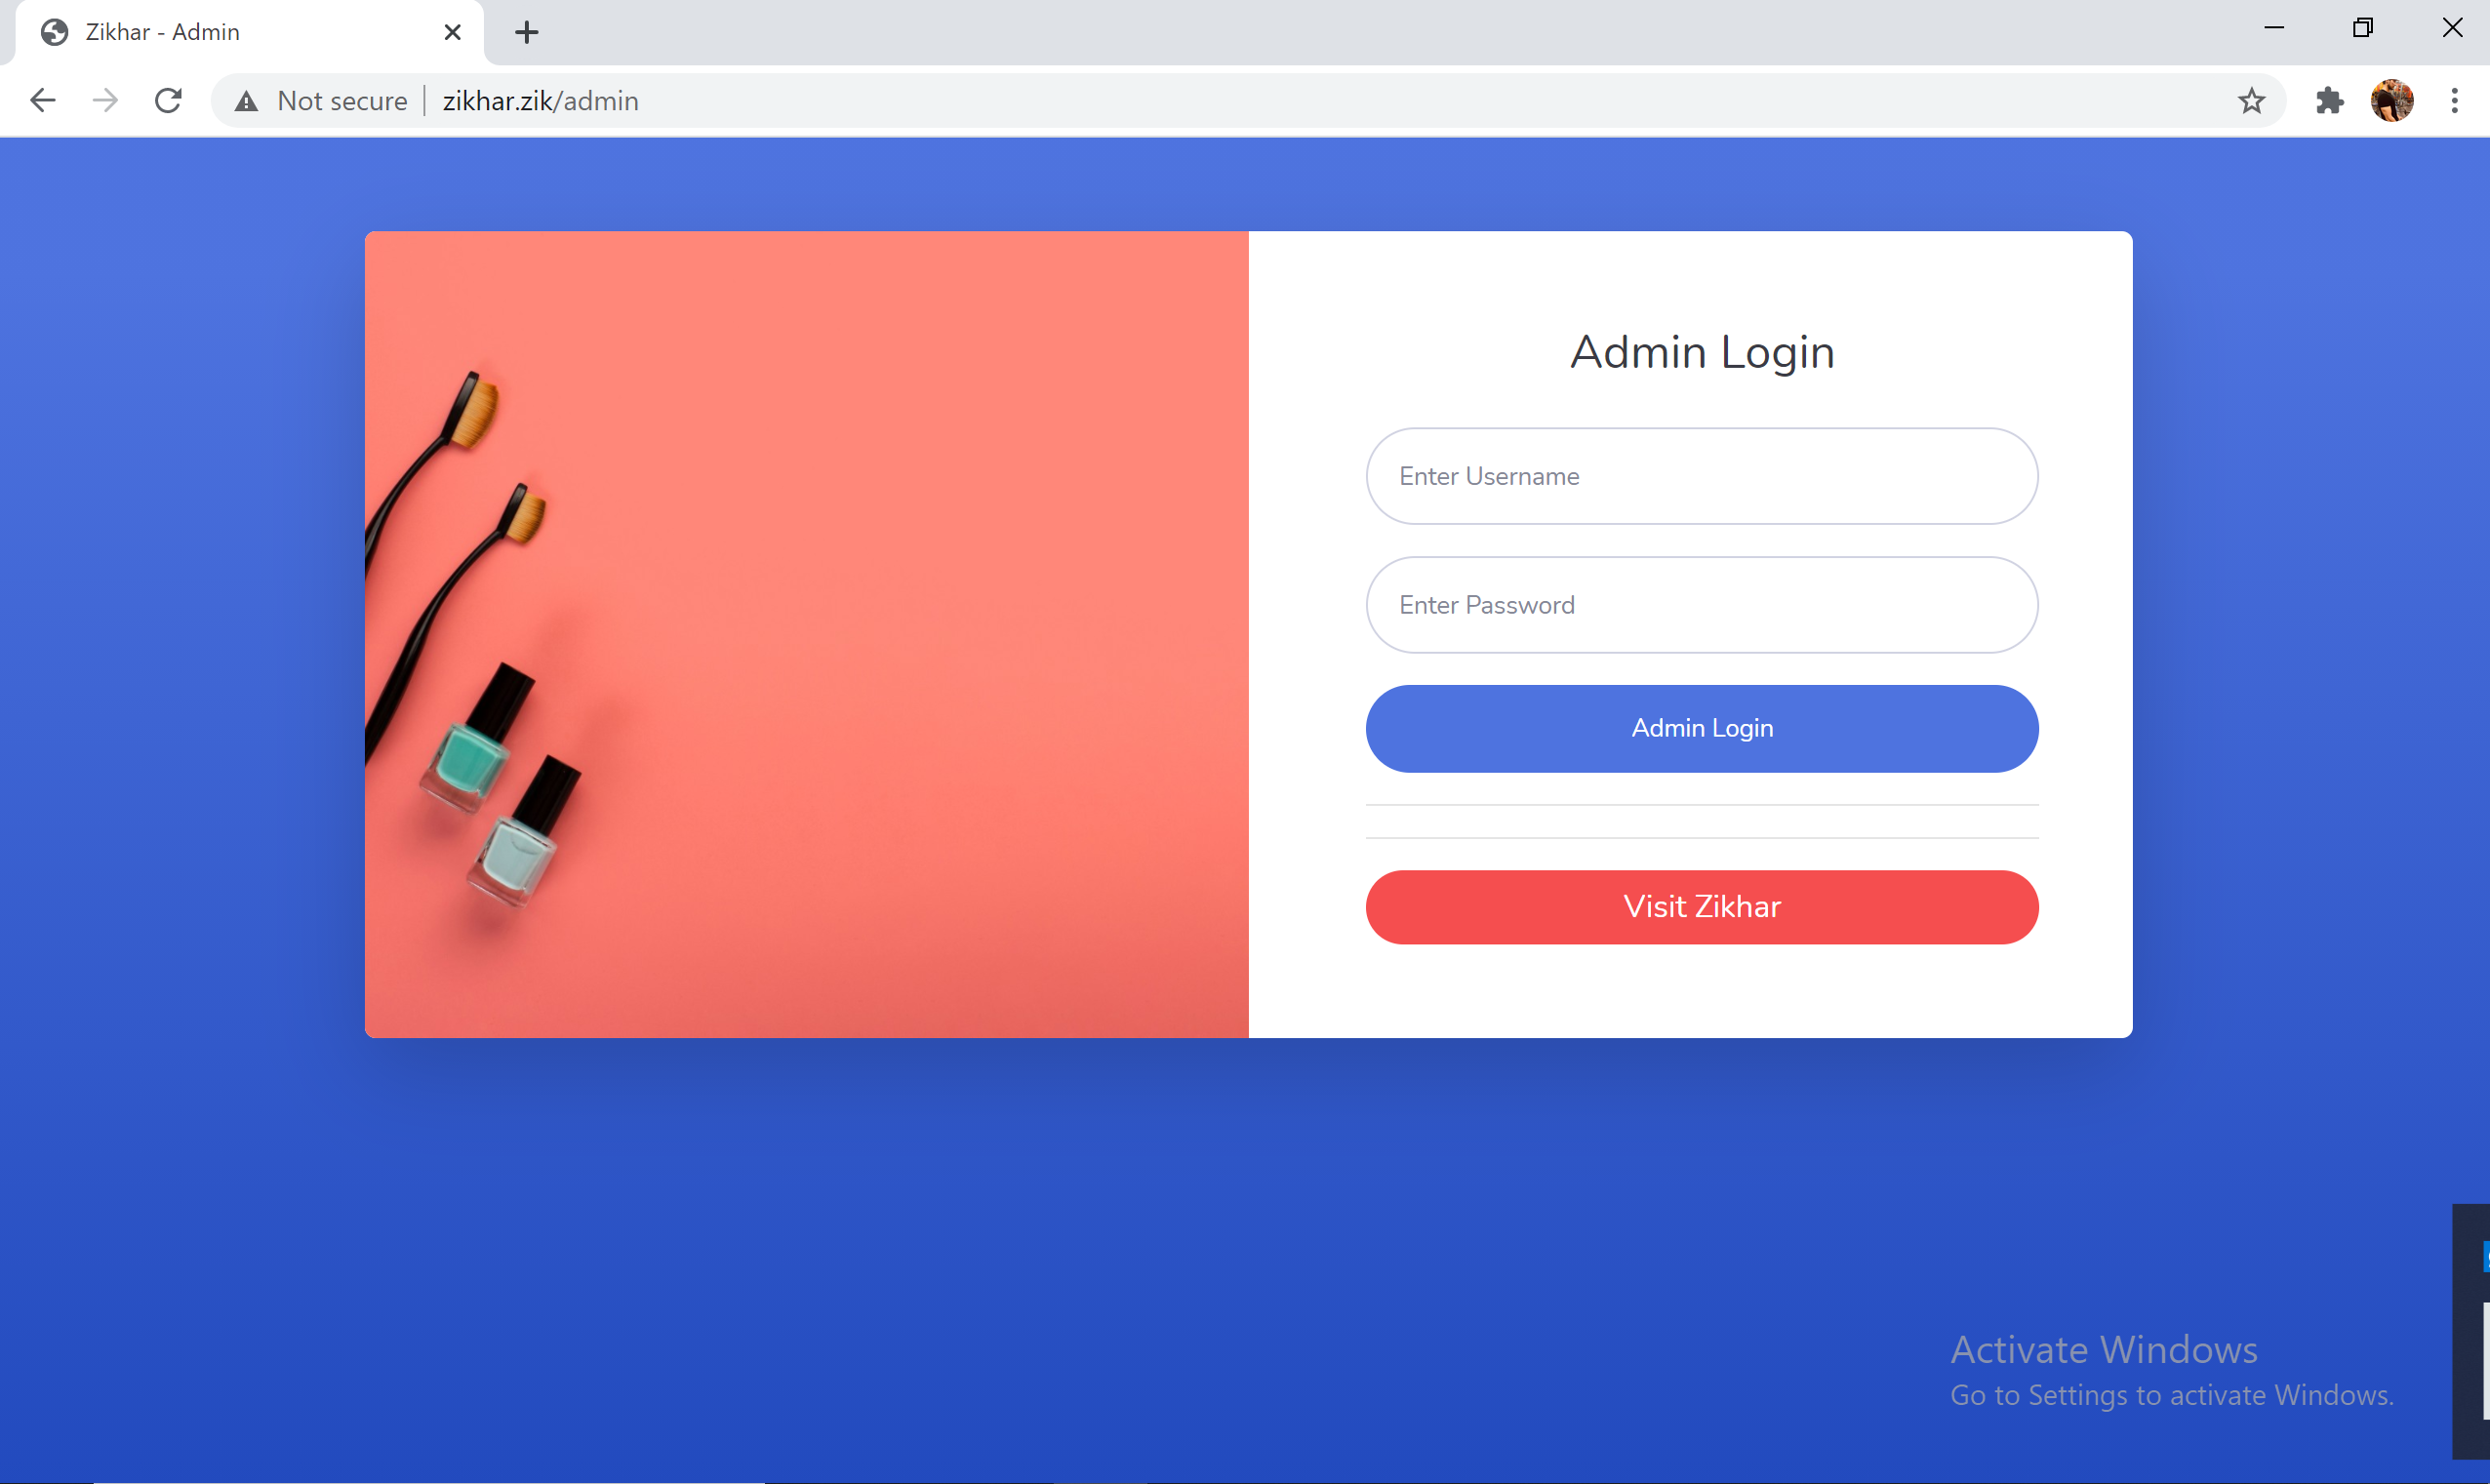 Zikhar - Admin
Not secure
zikhar.zik/admin
Admin Login
Enter Username
Enter Password
Admin Login
Visit Zikhar
Activate Windows
Go to Settings to activate Windows.